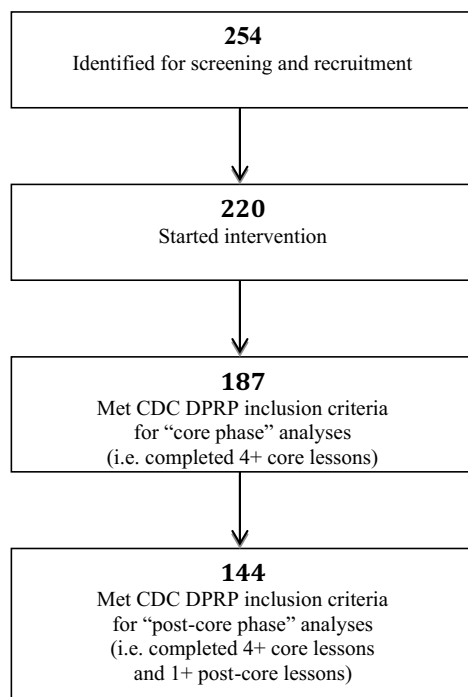 254
Identified for screening and recruitment
220
Started intervention
187
Met CDC DPRP inclusion criteria
for “core phase” analyses
(i.e. completed 4+ core lessons)
144
Met CDC DPRP inclusion criteria
for “post-core phase” analyses
(i.e. completed 4+ core lessons
and 1+ post-core lessons)